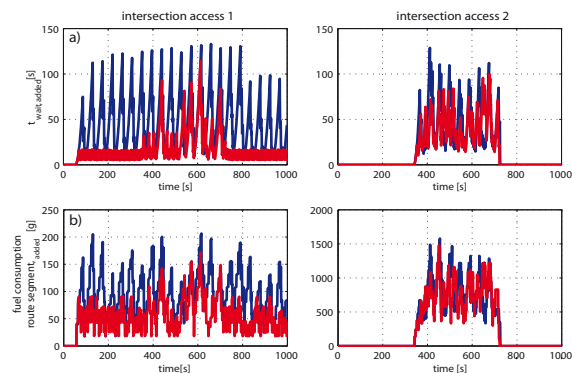 intersection access 1
intersection access 2
a)
150
100
50
0
t wait,added [s]
0 200 400 600 800 1000
time [s]
150
100
50
0
0 200 400 600 800 1000
time [s]
b)
250
200
150
100
50
0
fuel consumption
route segment, added [g]
0 200 400 600 800 1000
time[s]
2000
1500
1000
500
0
0 200 400 600 800 1000
time[s]